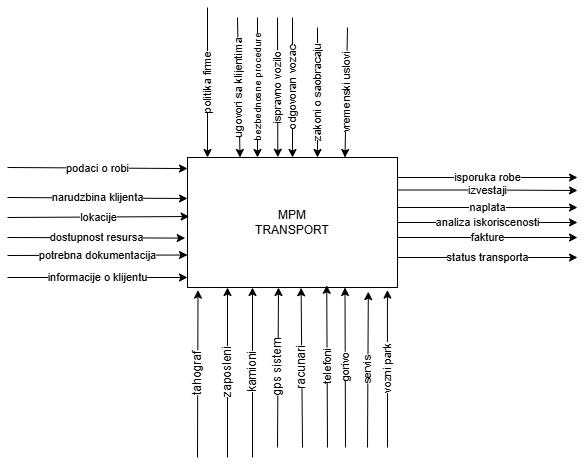 politika firme
ugovori sa klijentima
bezbednosne procedure
ispravno vozilo
odgovoran vozac
zakoni o saobracaju
vremenski uslovi
podaci o robi
narudzbina klijenta
lokacije
dostupnost resursa
potrebna dokumentacija
informacije o klijentu
MPM
TRANSPORT
isporuka robe
izvestaji
naplata
analiza iskoriscenosti
fakture
status transporta
tahograf
zaposleni
kamioni
gps sistem
racunari
telefoni
gorivo
servis
vozni park